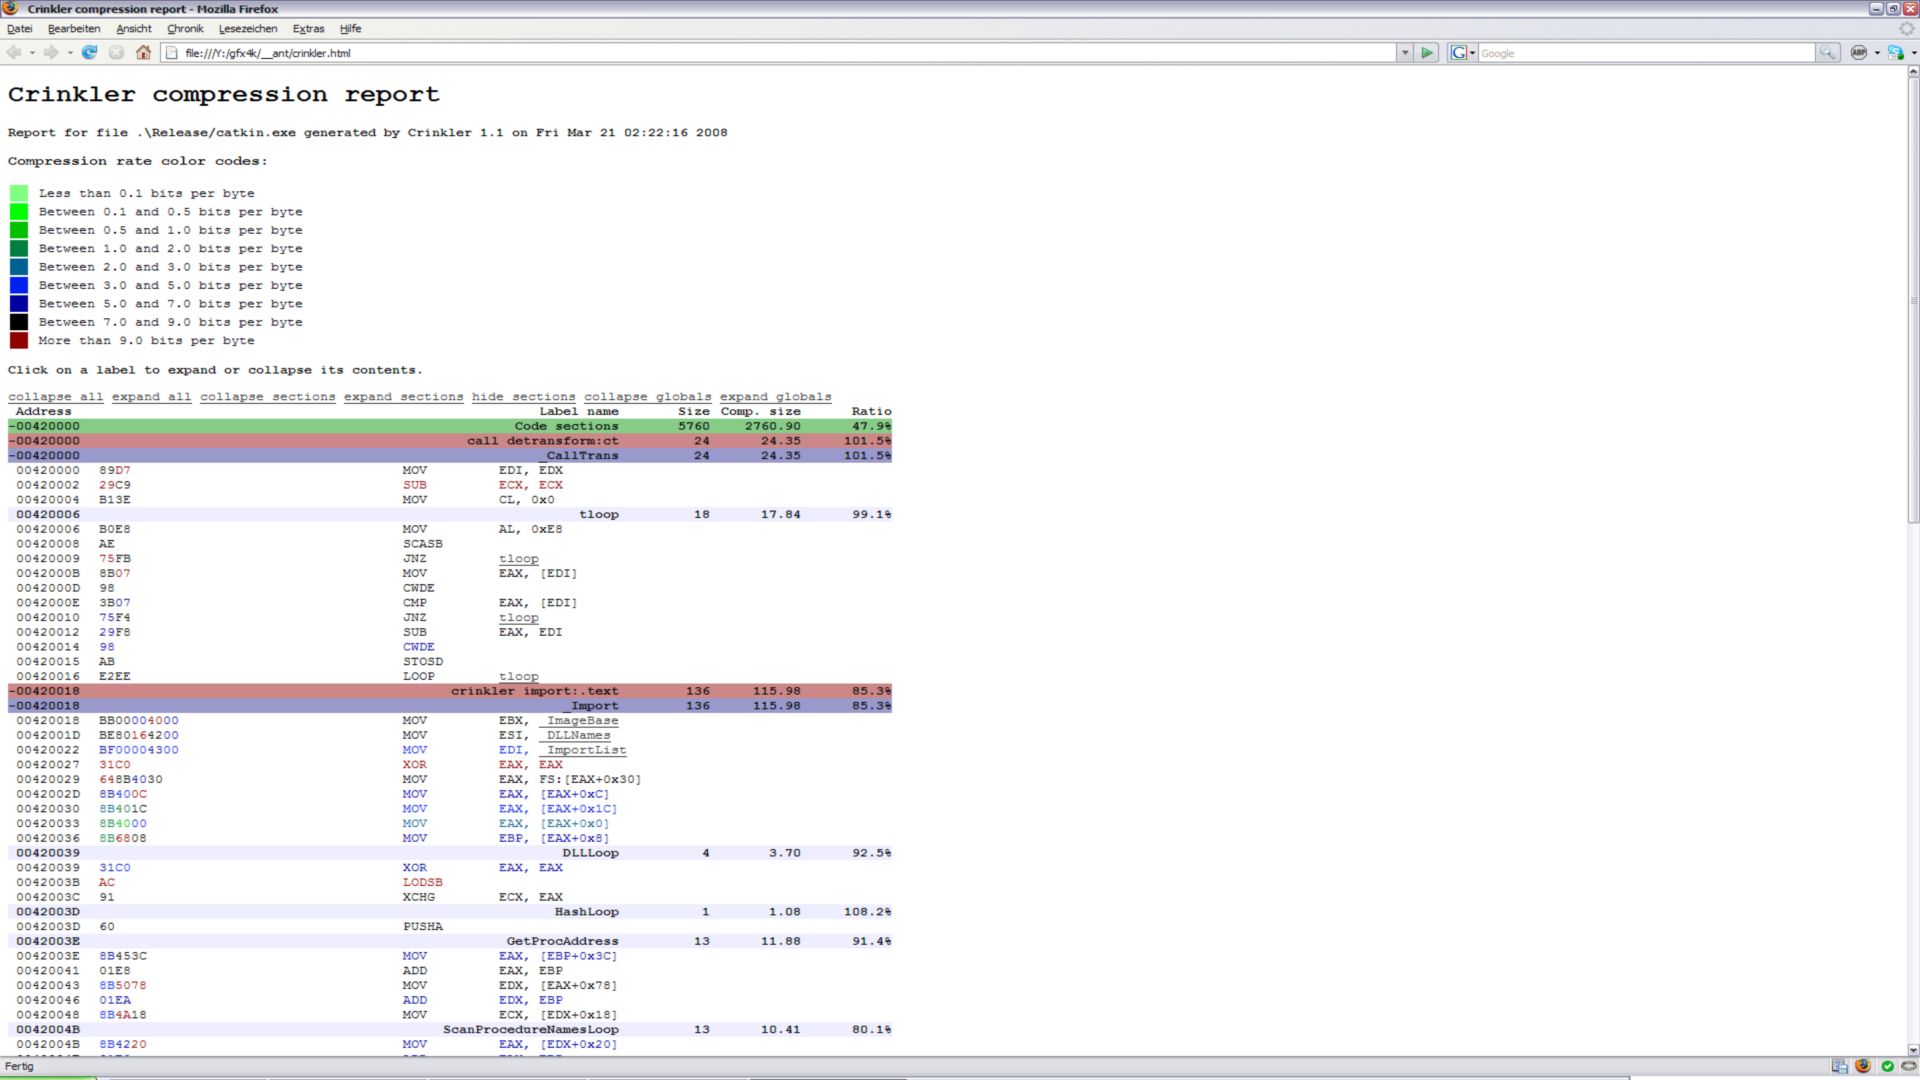 Crinkler compression report - Mozilla Firefox
Datei Bearbeiten Ansicht Chronik Lesezeichen Extras Hilfe
file:///Y:/gfx4k/__ant/crinkler.html Google ABP
Crinkler compression report
Report for file .\Release/catkin.exe generated by Crinkler 1.1 on Fri Mar 21 02:22:16 2008
Compression rate color codes:
Less than 0.1 bits per byte
Between 0.1 and 0.5 bits per byte
Between 0.5 and 1.0 bits per byte
Between 1.0 and 2.0 bits per byte
Between 2.0 and 3.0 bits per byte
Between 3.0 and 5.0 bits per byte
Between 5.0 and 7.0 bits per byte
Between 7.0 and 9.0 bits per byte
More than 9.0 bits per byte
Click on a label to expand or collapse its contents.
collapse all expand all collapse sections expand sections hide sections collapse globals expand globals
Address Label name Size Comp. size Ratio
-00420000 Code sections 5760 2760.90 47.9%
-00420000 call detransform:ct 24 24.35 101.5%
-00420000 _CallTrans 24 24.35 101.5%
00420000 89D7 MOV EDI, EDX
00420002 29C9 SUB ECX, ECX
00420004 B13E MOV CL, 0x0
00420006 tloop 18 17.84 99.1%
00420006 B0E8 MOV AL, 0xE8
00420008 AE SCASB
00420009 75FB JNZ tloop
0042000B 8B07 MOV EAX, [EDI]
0042000D 98 CWDE
0042000E 3B07 CMP EAX, [EDI]
00420010 75F4 JNZ tloop
00420012 29F8 SUB EAX, EDI
00420014 98 CWDE
00420015 AB STOSD
00420016 E2EE LOOP tloop
-00420018 crinkler import:.text 136 115.98 85.3%
-00420018 _Import 136 115.98 85.3%
00420018 BB00004000 MOV EBX, _ImageBase
0042001D BE80164200 MOV ESI, _DLLNames
00420022 BF00004300 MOV EDI, _ImportList
00420027 31C0 XOR EAX, EAX
00420029 648B4030 MOV EAX, FS:[EAX+0x30]
0042002D 8B400C MOV EAX, [EAX+0xC]
00420030 8B401C MOV EAX, [EAX+0x1C]
00420033 8B4000 MOV EAX, [EAX+0x0]
00420036 8B6808 MOV EBP, [EAX+0x8]
00420039 DLLLoop 4 3.70 92.5%
00420039 31C0 XOR EAX, EAX
0042003B AC LODSB
0042003C 91 XCHG ECX, EAX
0042003D HashLoop 1 1.08 108.2%
0042003D 60 PUSHA
0042003E GetProcAddress 13 11.88 91.4%
0042003E 8B453C MOV EAX, [EBP+0x3C]
00420041 01E8 ADD EAX, EBP
00420043 8B5078 MOV EDX, [EAX+0x78]
00420046 01EA ADD EDX, EBP
00420048 8B4A18 MOV ECX, [EDX+0x18]
0042004B ScanProcedureNamesLoop 13 10.41 80.1%
0042004B 8B4220 MOV EAX, [EDX+0x20]
Fertig